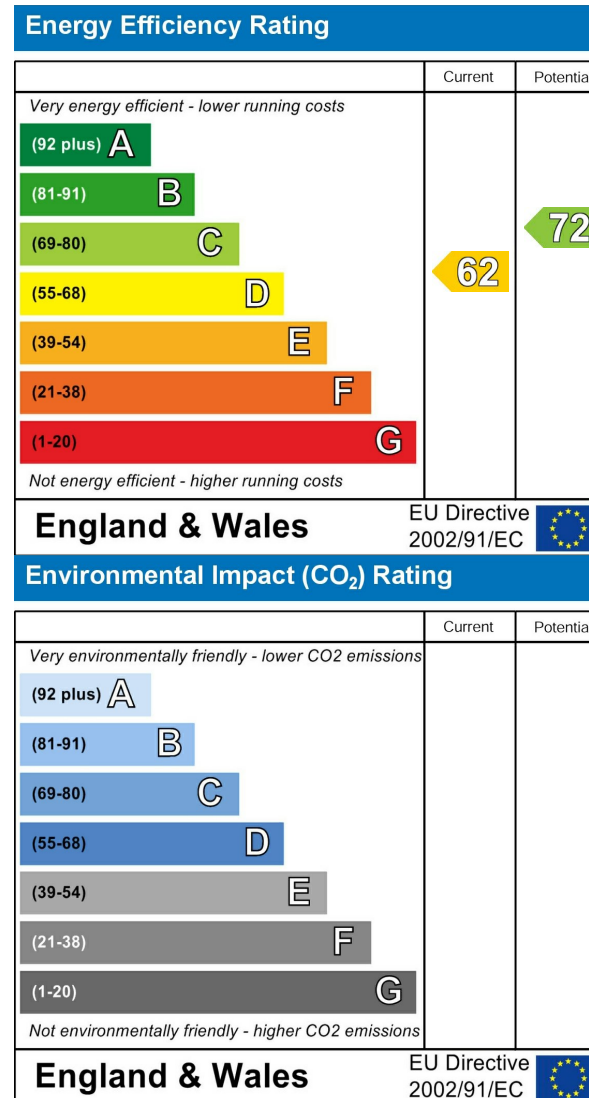 Energy Efficiency Rating
Current Potentia
Very energy efficient - lower running costs
(92 plus) A
(81-91) B
(69-80) C
72
(55-68) D
62
(39-54) E
(21-38) F
(1-20) G
Not energy efficient - higher running costs
England & Wales
EU Directive
2002/91/EC
Environmental Impact (CO₂) Rating
Current Potentia
Very environmentally friendly - lower CO2 emissions
(92 plus) A
(81-91) B
(69-80) C
(55-68) D
(39-54) E
(21-38) F
(1-20) G
Not environmentally friendly - higher CO2 emissions
England & Wales
EU Directive
2002/91/EC